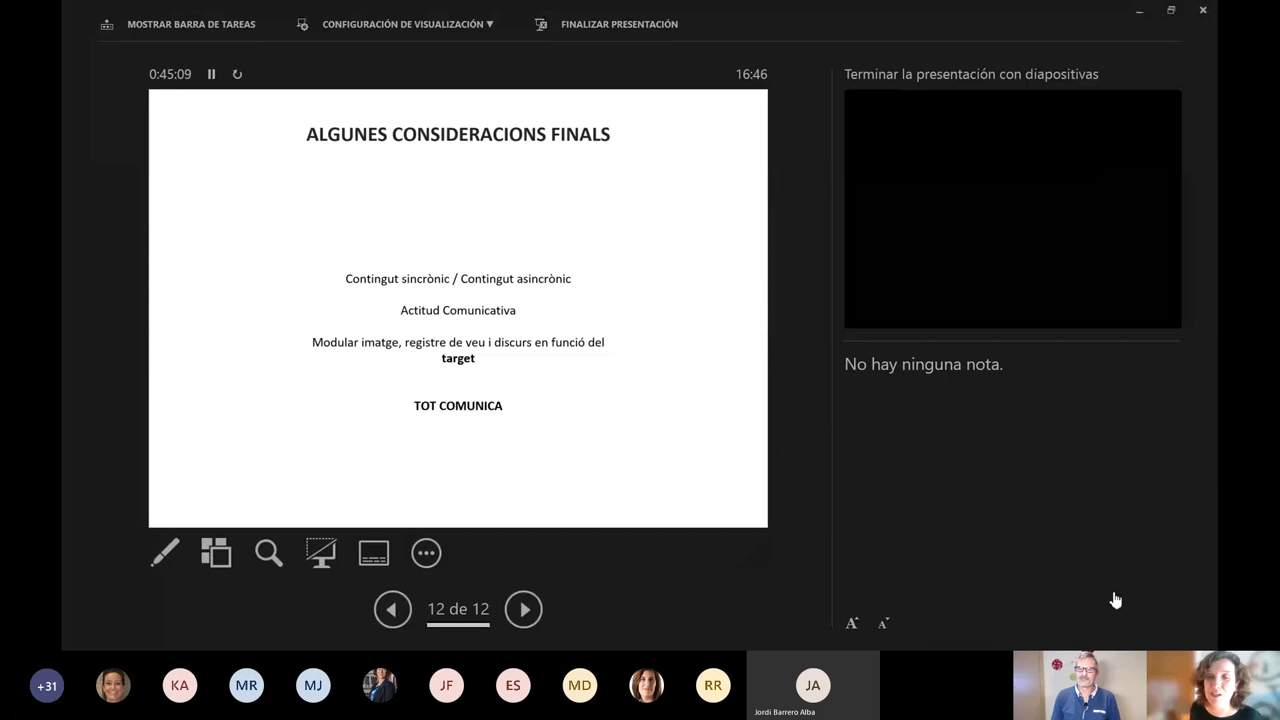 MOSTRAR BARRA DE TAREAS
CONFIGURACIÓN DE VISUALIZACIÓN ▼
FINALIZAR PRESENTACIÓN
0:45:09
16:46
Terminar la presentación con diapositivas
ALGUNES CONSIDERACIONS FINALS
Contingut sincrònic / Contingut asincrònic
Actitud Comunicativa
Modular imatge, registre de veu i discurs en funció del
target
TOT COMUNICA
No hay ninguna nota.
12 de 12
A A
+31 KA MR MJ JF ES MD RR JA
Jordi Barrero Alba